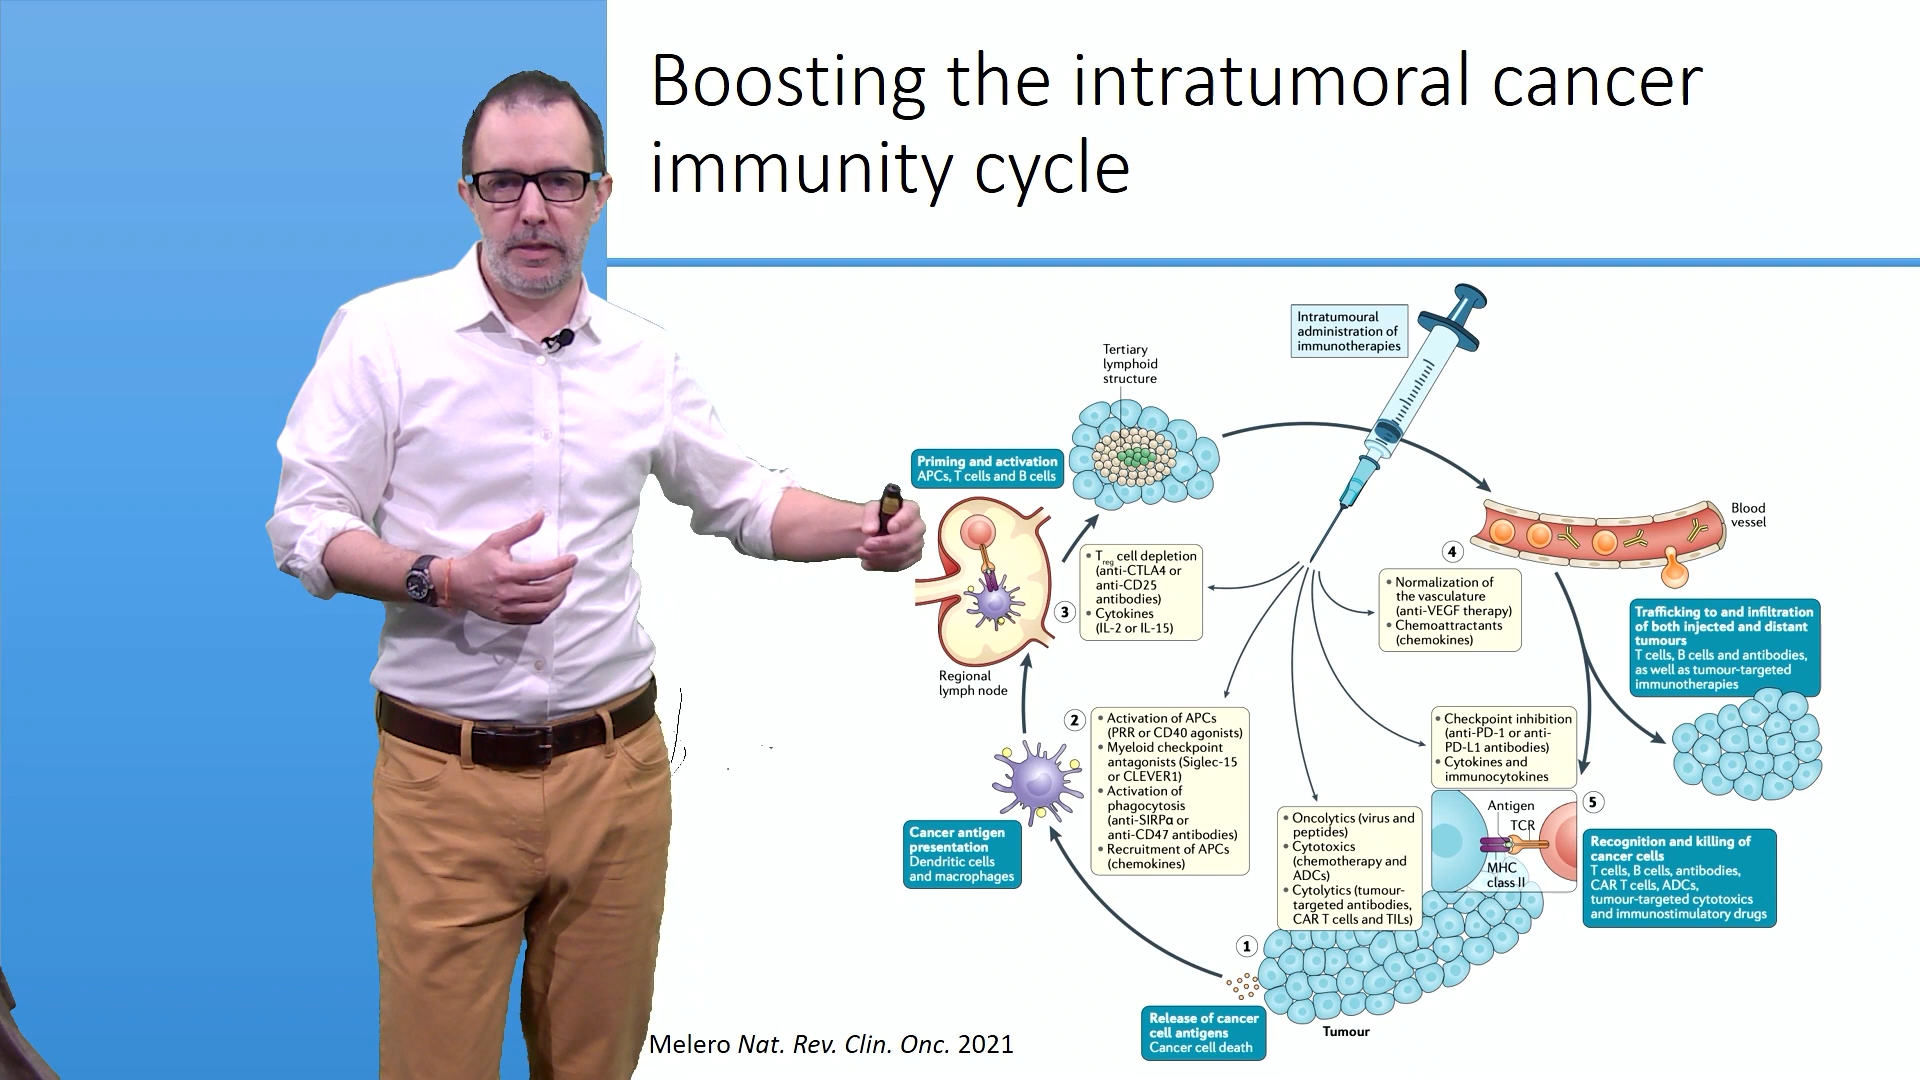 Boosting the intratumoral cancer
immunity cycle
Intratumoural
administration of
immunotherapies
Tertiary
lymphoid
structure
Priming and activation
APCs, T cells and B cells
Blood
vessel
4
• Treg cell depletion
(anti-CTLA4 or
anti-CD25
antibodies)
• Cytokines
(IL-2 or IL-15)
3
• Normalization of
the vasculature
(anti-VEGF therapy)
• Chemoattractants
(chemokines)
Trafficking to and infiltration
of both injected and distant
tumours
T cells, B cells and antibodies,
as well as tumour-targeted
immunotherapies
Regional
lymph node
2
• Activation of APCs
(PRR or CD40 agonists)
• Myeloid checkpoint
antagonists (Siglec-15
or CLEVER1)
• Activation of
phagocytosis
(anti-SIRPα or
anti-CD47 antibodies)
• Recruitment of APCs
(chemokines)
• Checkpoint inhibition
(anti-PD-1 or anti-
PD-L1 antibodies)
• Cytokines and
immunocytokines
Antigen
TCR
MHC
class II
5
Cancer antigen
presentation
Dendritic cells
and macrophages
• Oncolytics (virus and
peptides)
• Cytotoxics
(chemotherapy and
ADCs)
• Cytolytics (tumour-
targeted antibodies,
CAR T cells and TILs)
Recognition and killing of
cancer cells
T cells, B cells, antibodies,
CAR T cells, ADCs,
tumour-targeted cytotoxics
and immunostimulatory drugs
1
Release of cancer
cell antigens
Cancer cell death
Tumour
Melero Nat. Rev. Clin. Onc. 2021